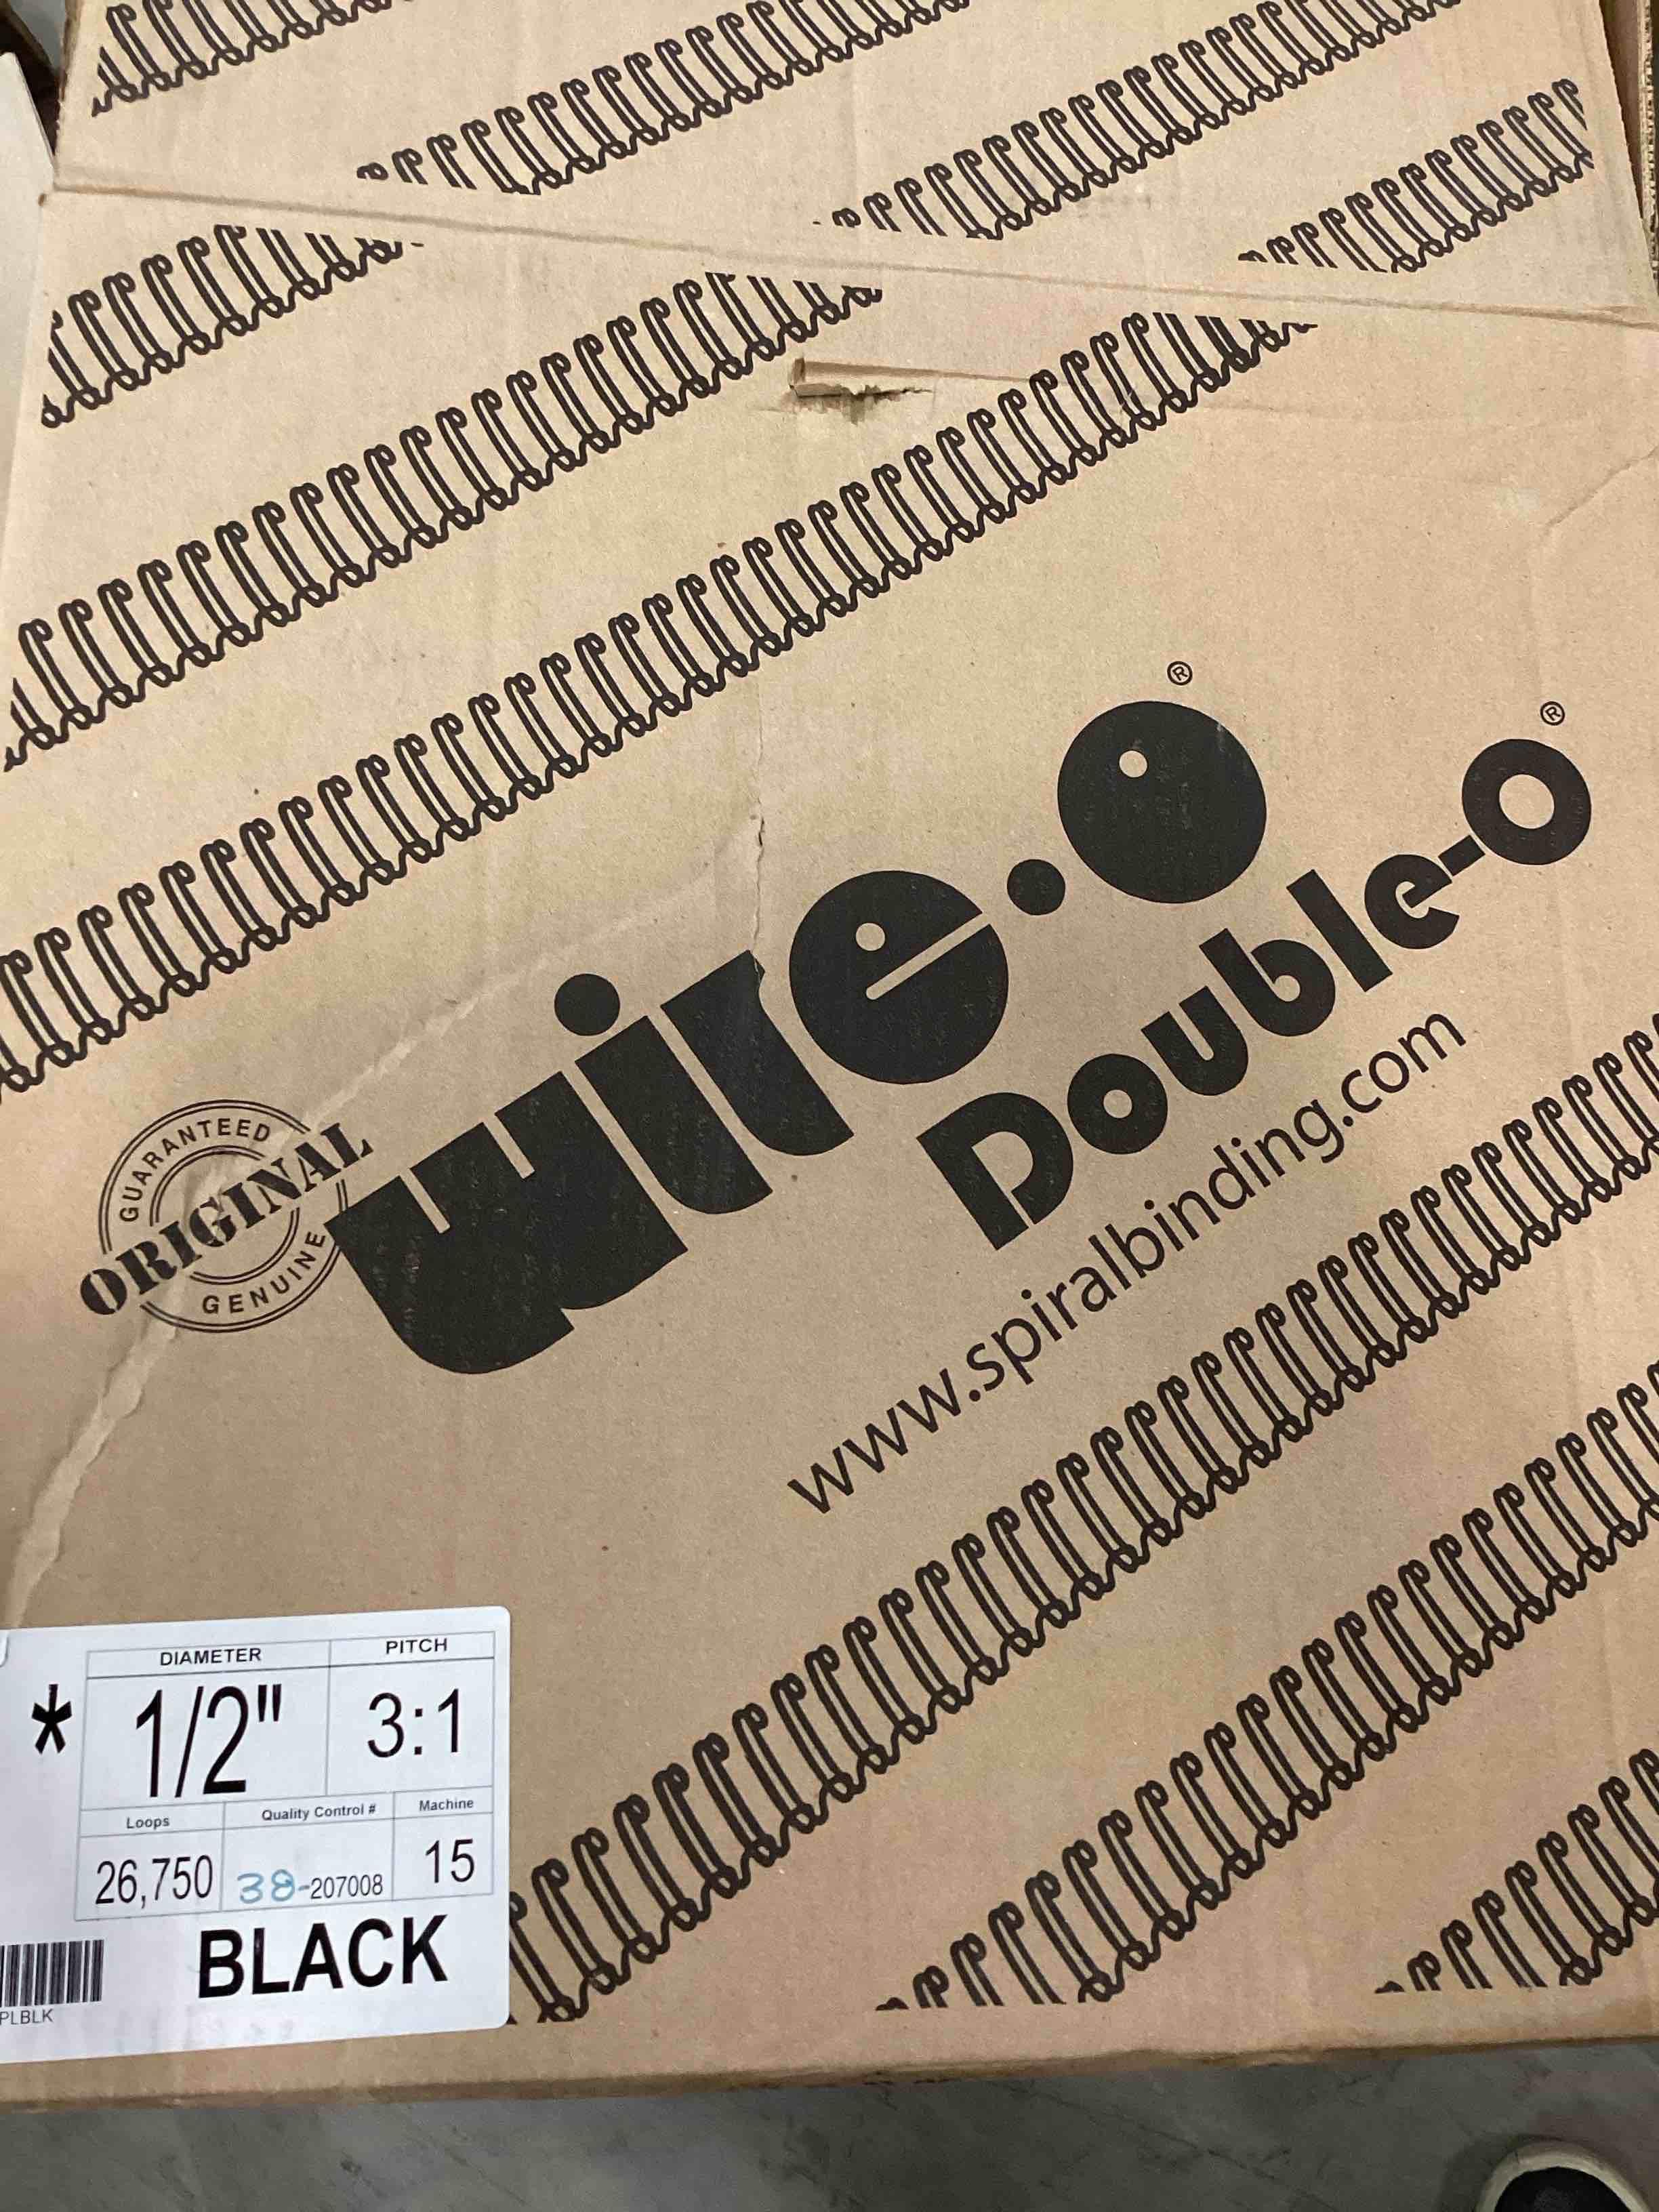 wire·o®
Double-O®
www.spiralbinding.com
GUARANTEED
ORIGINAL
GENUINE
DIAMETER PITCH
* 1/2" 3:1
Loops Quality Control # Machine
26,750 38-207008 15
BLACK
PLBLK